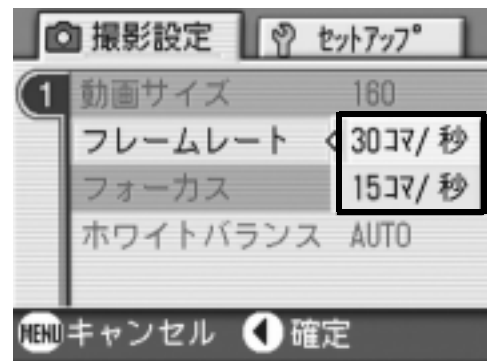 撮影設定 セットアップ
1 動画サイズ 160
フレームレート 30コマ/秒
フォーカス 15コマ/秒
ホワイトバランス AUTO
MENU キャンセル 確定